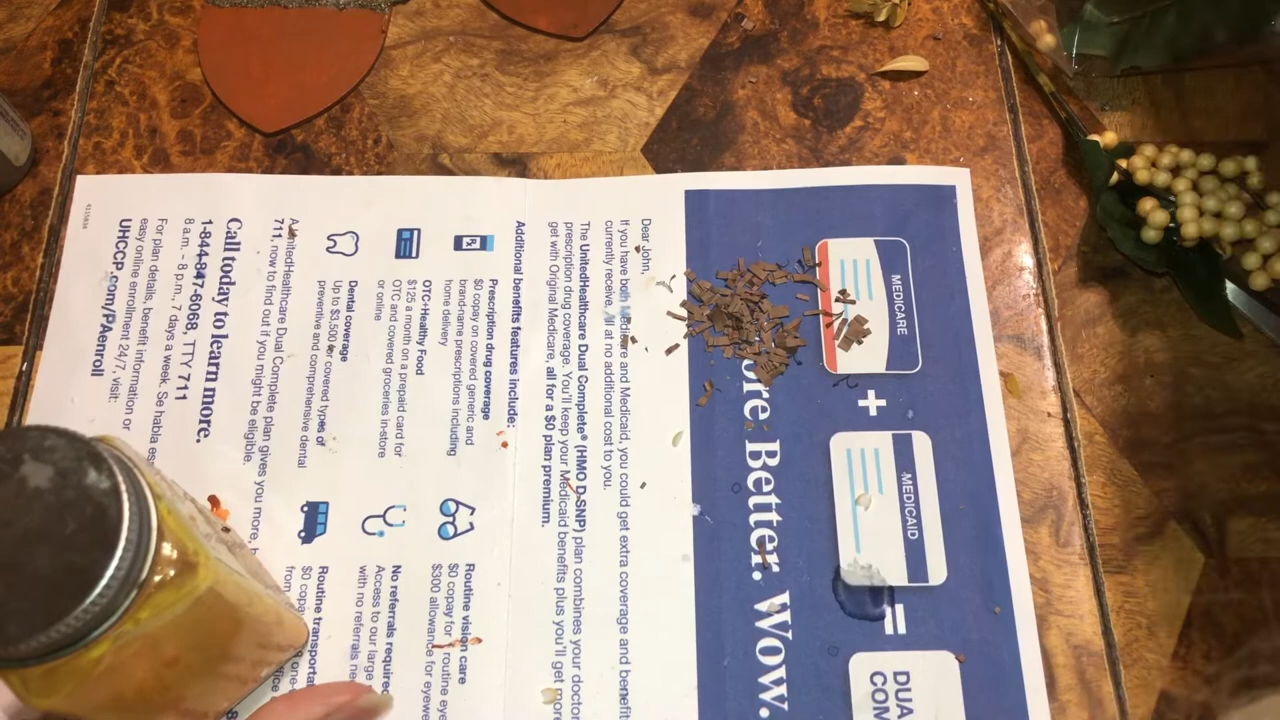 MEDICARE
+
MEDICAID
=
DUA
COM
ore Better. Wow.
Dear John,
If you have both Medicare and Medicaid, you could get extra coverage and benefit
currently receive. All at no additional cost to you.
The UnitedHealthcare Dual Complete® (HMO D-SNP) plan combines your doctor
prescription drug coverage. You'll keep your Medicaid benefits plus you'll get more
get with Original Medicare, all for a $0 plan premium.
Additional benefits features include:
Prescription drug coverage
$0 copay on covered generic and
brand-name prescriptions including
home delivery
OTC+Healthy Food
$125 a month on a prepaid card for
OTC and covered groceries in-store
or online
Dental coverage
Up to $3,500 for covered types of
preventive and comprehensive dental
Routine vision care
$0 copay for routine eye
$300 allowance for eyewe
No referrals required
Access to our large
with no referrals ne
Routine transportat
$0 copay
one-
from
ffice
A UnitedHealthcare Dual Complete plan gives you more,
711, now to find out if you might be eligible.
Call today to learn more.
1-844-847-6068, TTY 711
8 a.m. – 8 p.m., 7 days a week. Se habla es
For plan details, benefit information or
easy online enrollment 24/7, visit:
UHCCP.com/PAenroll